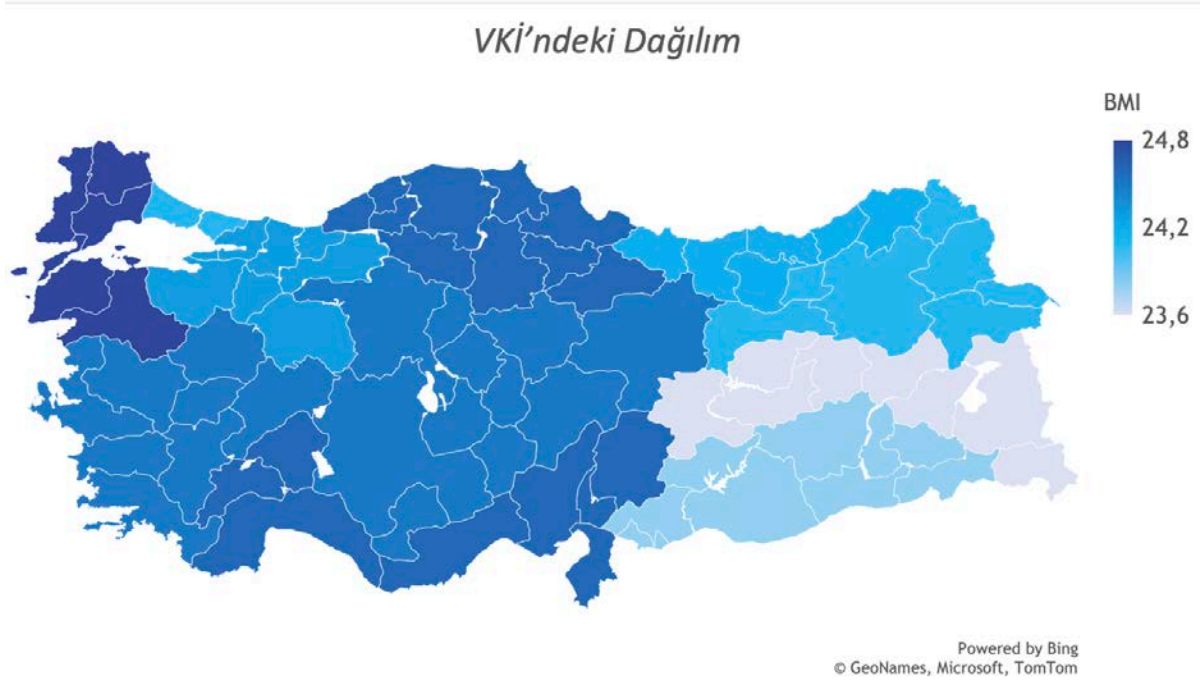 VKİ'ndeki Dağılım
BMI
24,8
24,2
23,6
Powered by Bing
© GeoNames, Microsoft, TomTom